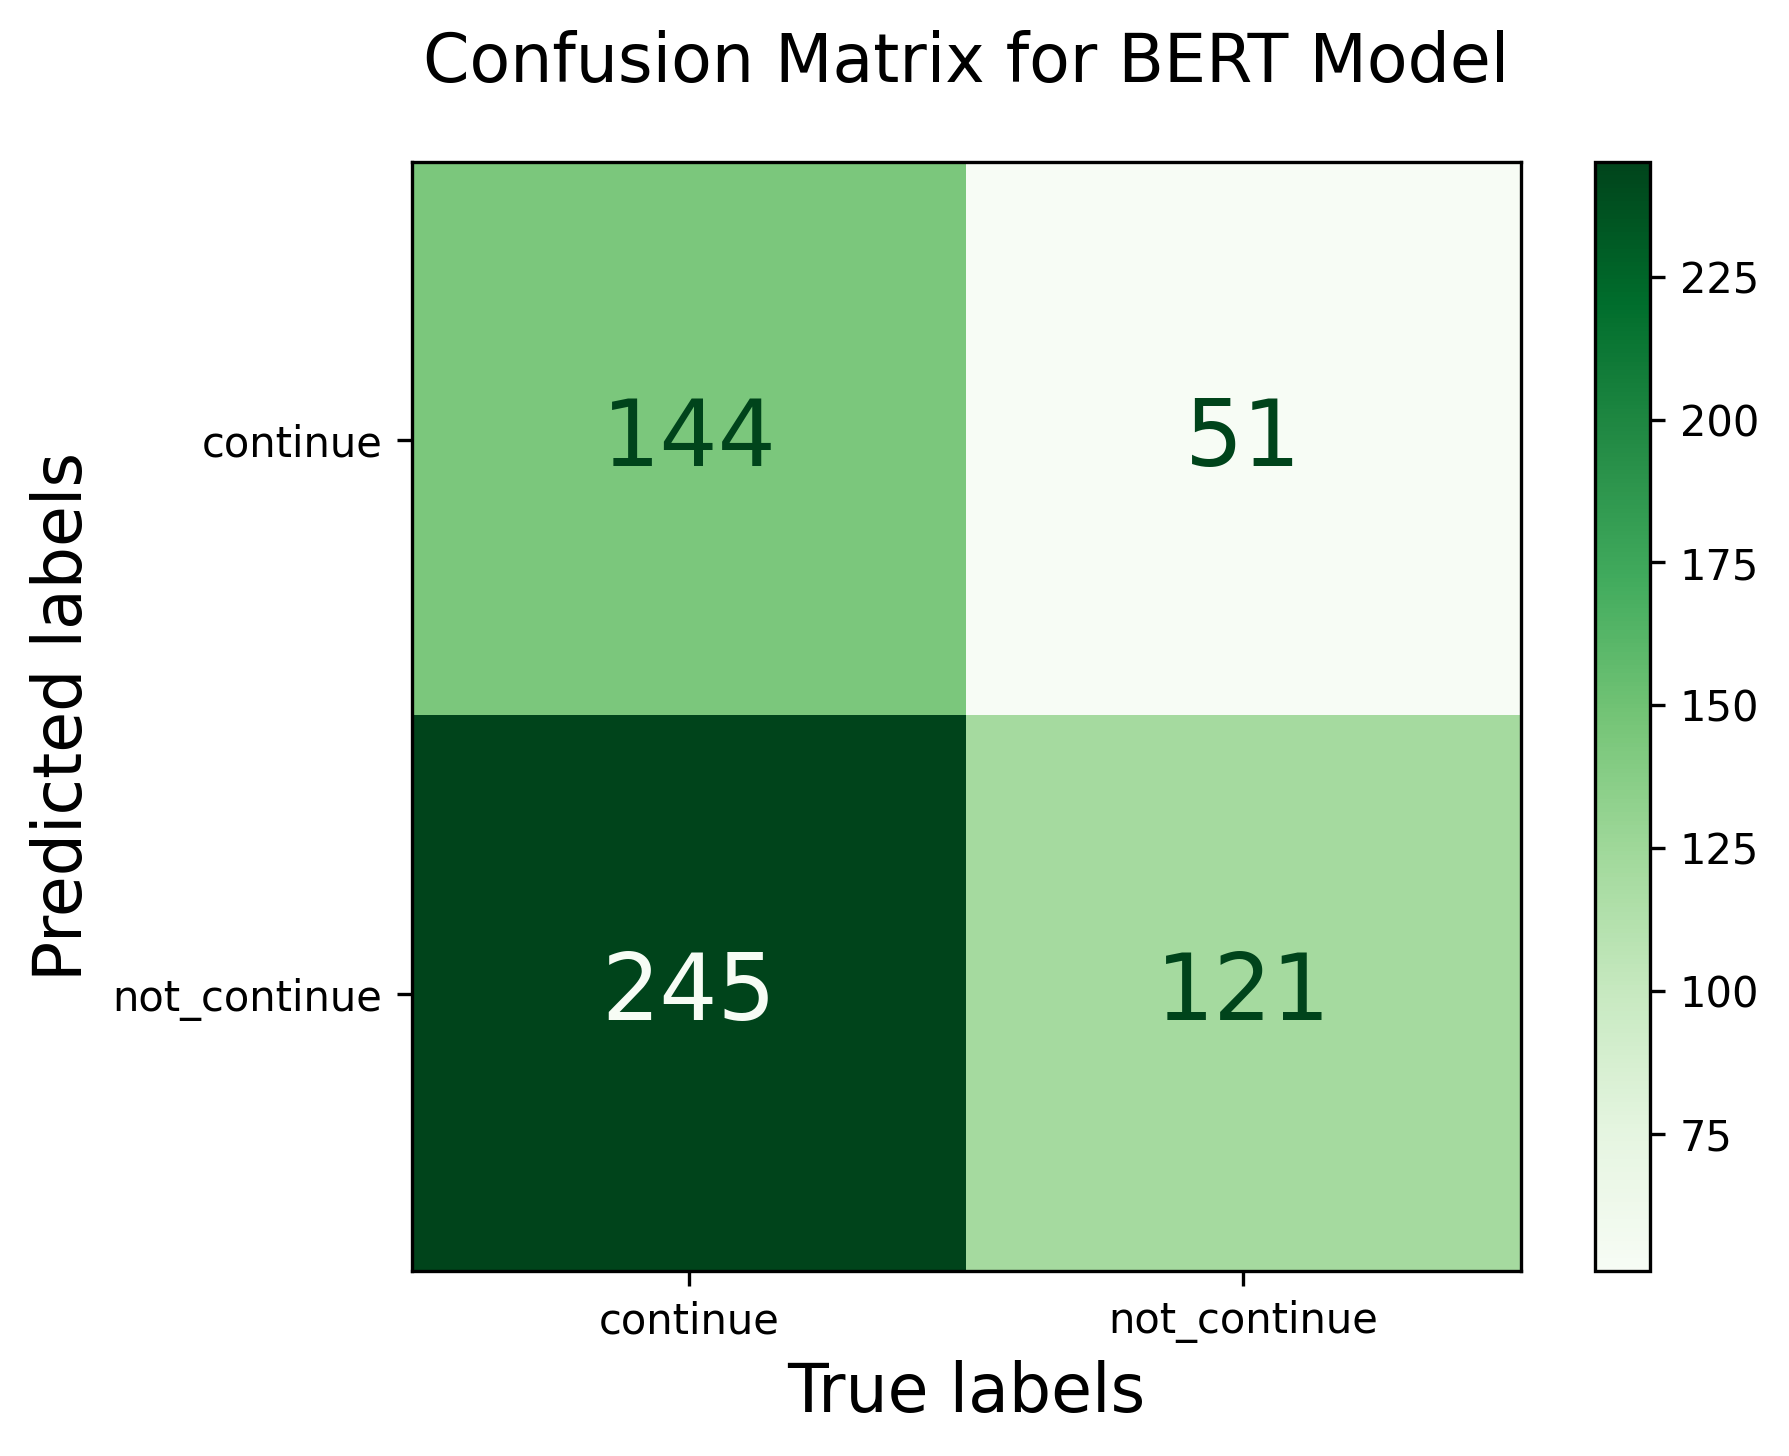 Confusion Matrix for BERT Model
Predicted labels
continue
not_continue
144
51
245
121
continue
not_continue
True labels
225
200
175
150
125
100
75